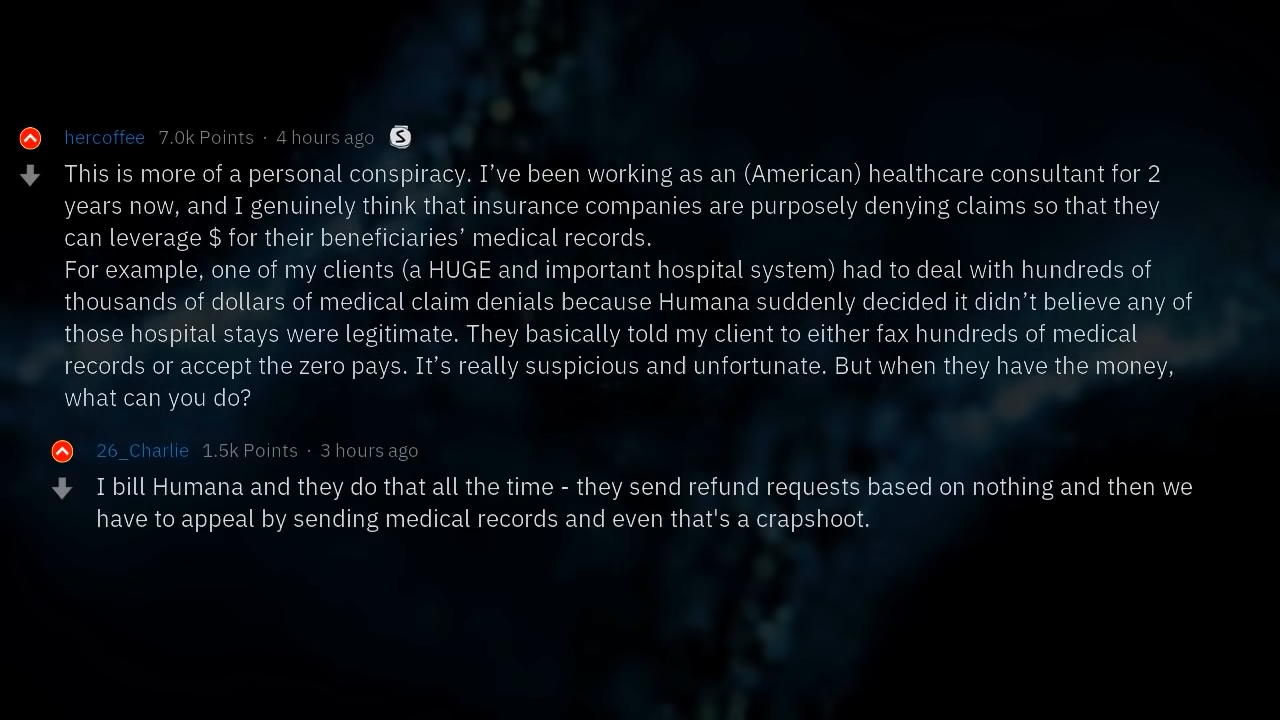 hercoffee 7.0k Points · 4 hours ago
This is more of a personal conspiracy. I’ve been working as an (American) healthcare consultant for 2
years now, and I genuinely think that insurance companies are purposely denying claims so that they
can leverage $ for their beneficiaries’ medical records.
For example, one of my clients (a HUGE and important hospital system) had to deal with hundreds of
thousands of dollars of medical claim denials because Humana suddenly decided it didn’t believe any of
those hospital stays were legitimate. They basically told my client to either fax hundreds of medical
records or accept the zero pays. It’s really suspicious and unfortunate. But when they have the money,
what can you do?
26_Charlie 1.5k Points · 3 hours ago
I bill Humana and they do that all the time - they send refund requests based on nothing and then we
have to appeal by sending medical records and even that's a crapshoot.